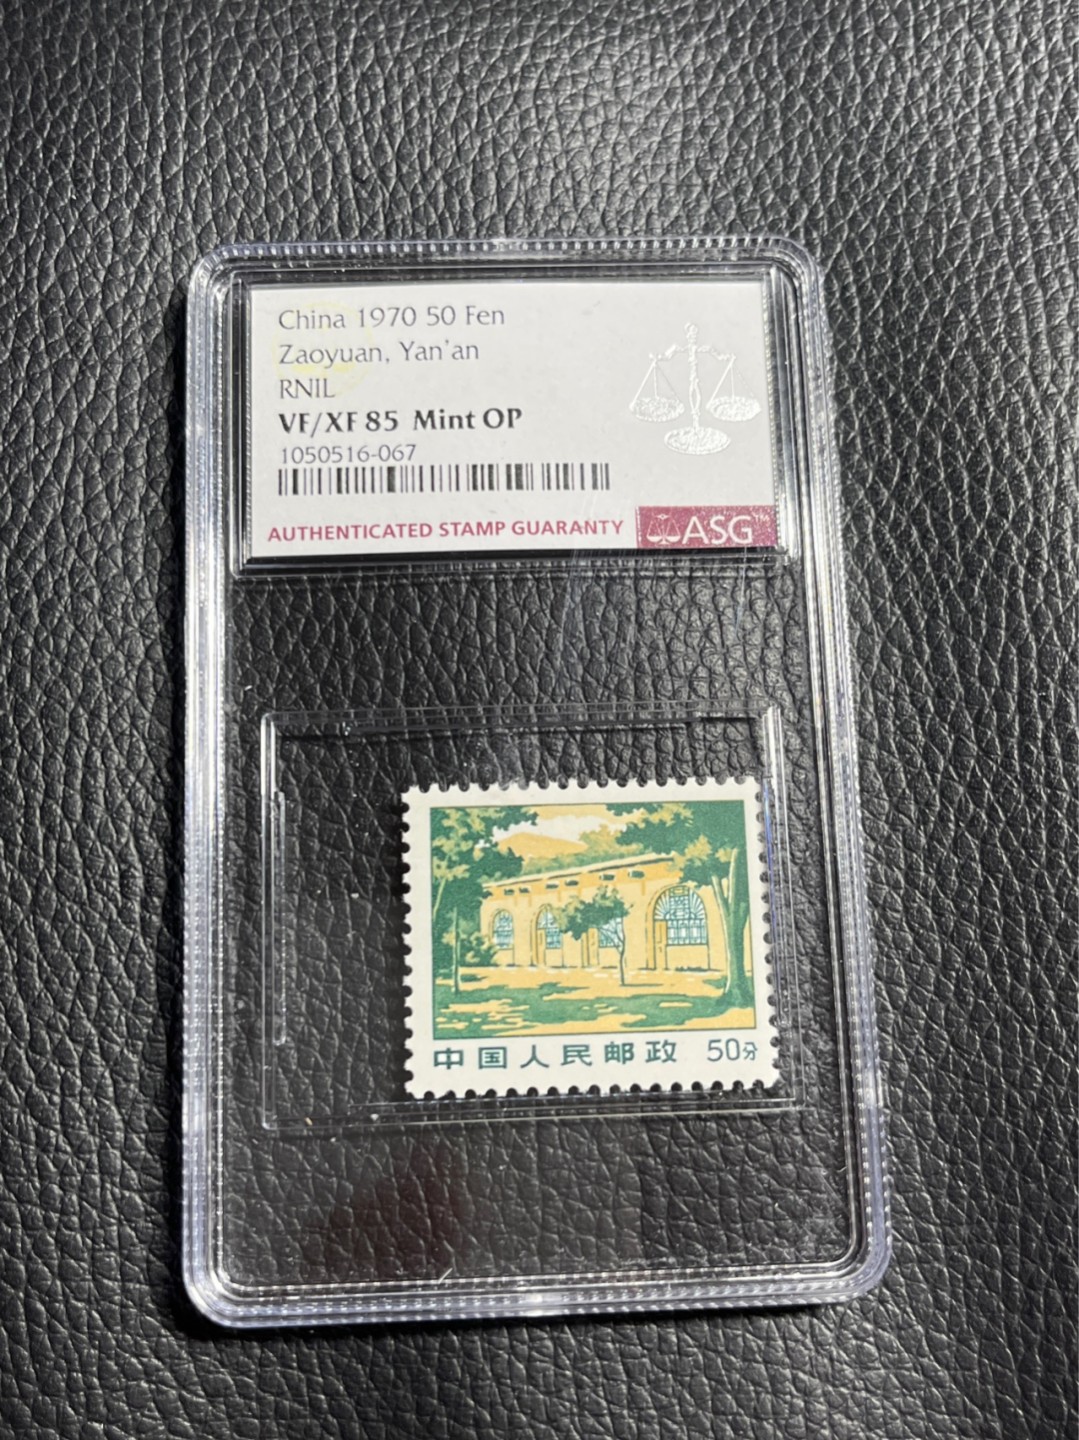 China 1970 50 Fen
Zaoyuan, Yan'an
RNIL
VF/XF 85 Mint OP
1050516-067
AUTHENTICATED STAMP GUARANTY ASG
中国人民邮政 50分